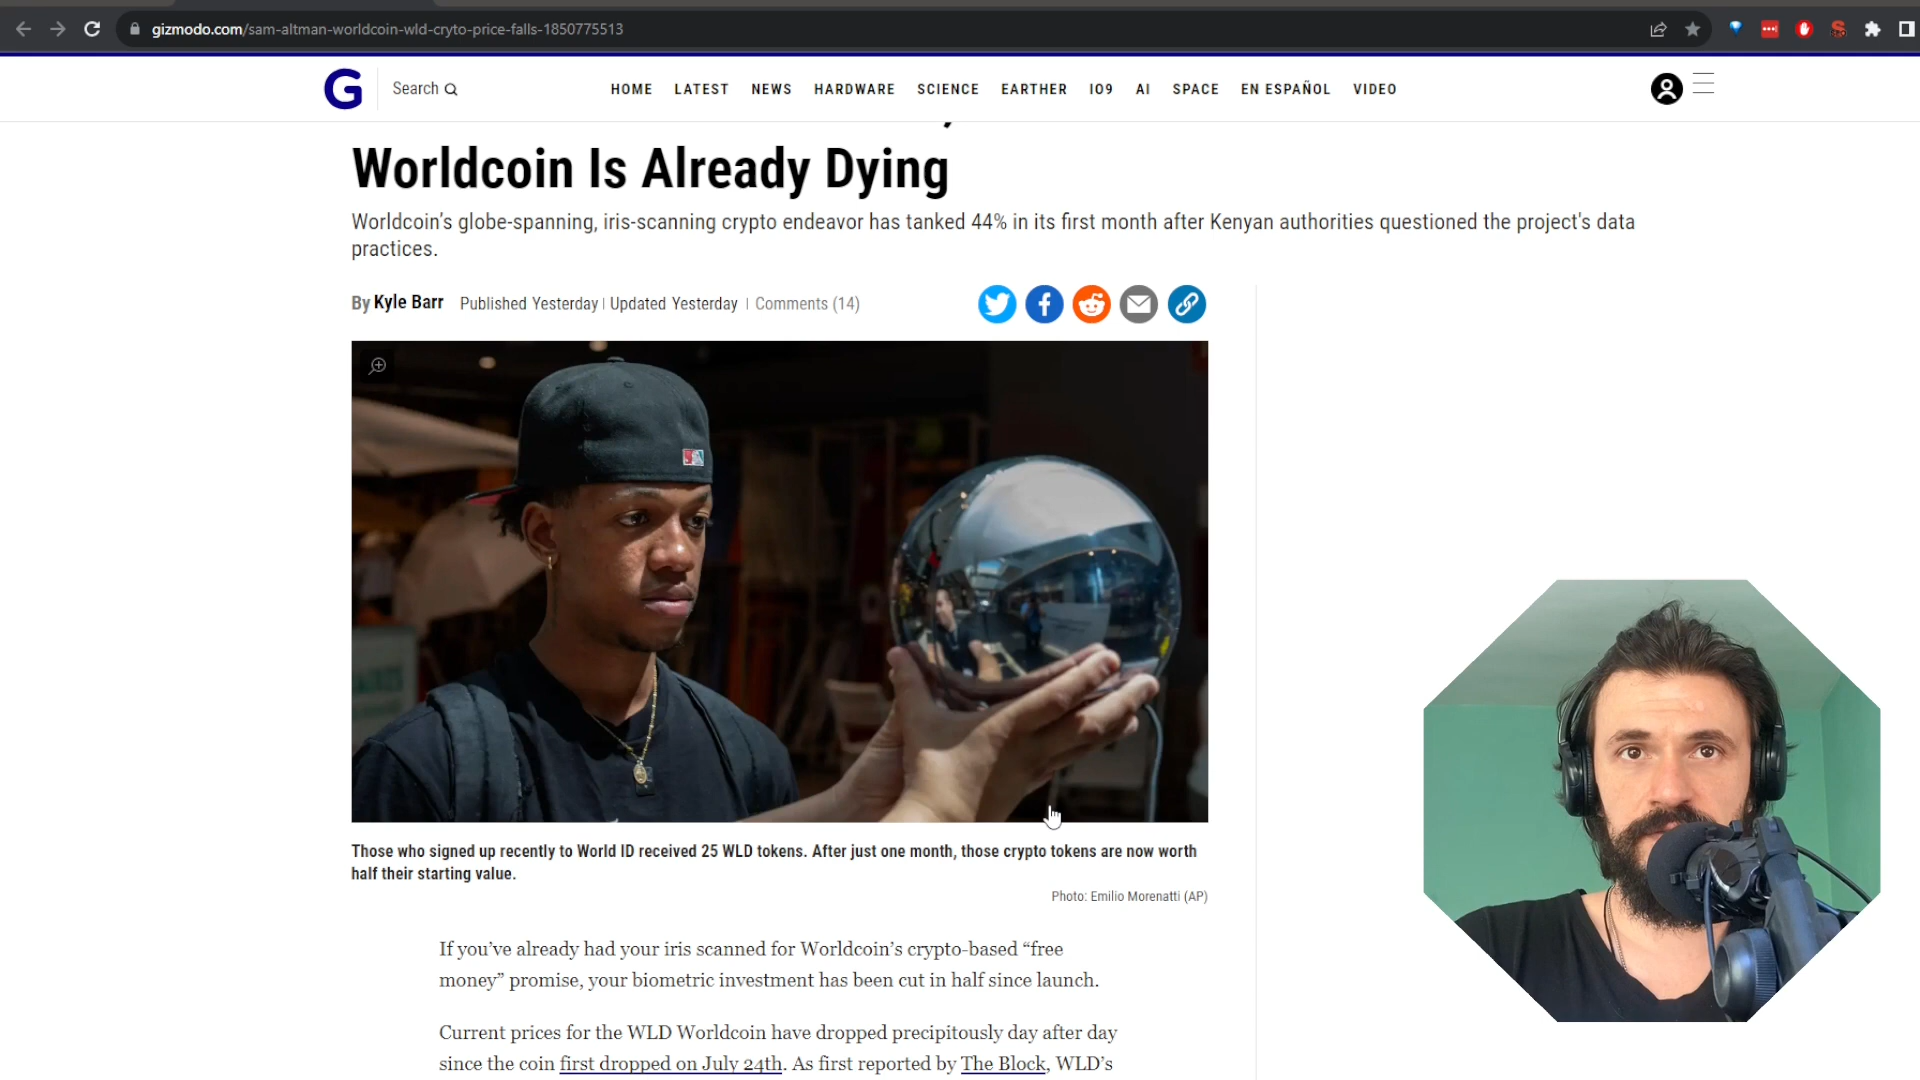 gizmodo.com/sam-altman-worldcoin-wld-cryto-price-falls-1850775513
G
Search
HOME LATEST NEWS HARDWARE SCIENCE EARTHER IO9 AI SPACE EN ESPAÑOL VIDEO
Worldcoin Is Already Dying
Worldcoin's globe-spanning, iris-scanning crypto endeavor has tanked 44% in its first month after Kenyan authorities questioned the project's data
practices.
By Kyle Barr Published Yesterday | Updated Yesterday | Comments (14)
Those who signed up recently to World ID received 25 WLD tokens. After just one month, those crypto tokens are now worth
half their starting value.
Photo: Emilio Morenatti (AP)
If you've already had your iris scanned for Worldcoin's crypto-based “free
money” promise, your biometric investment has been cut in half since launch.
Current prices for the WLD Worldcoin have dropped precipitously day after day
since the coin first dropped on July 24th. As first reported by The Block, WLD's